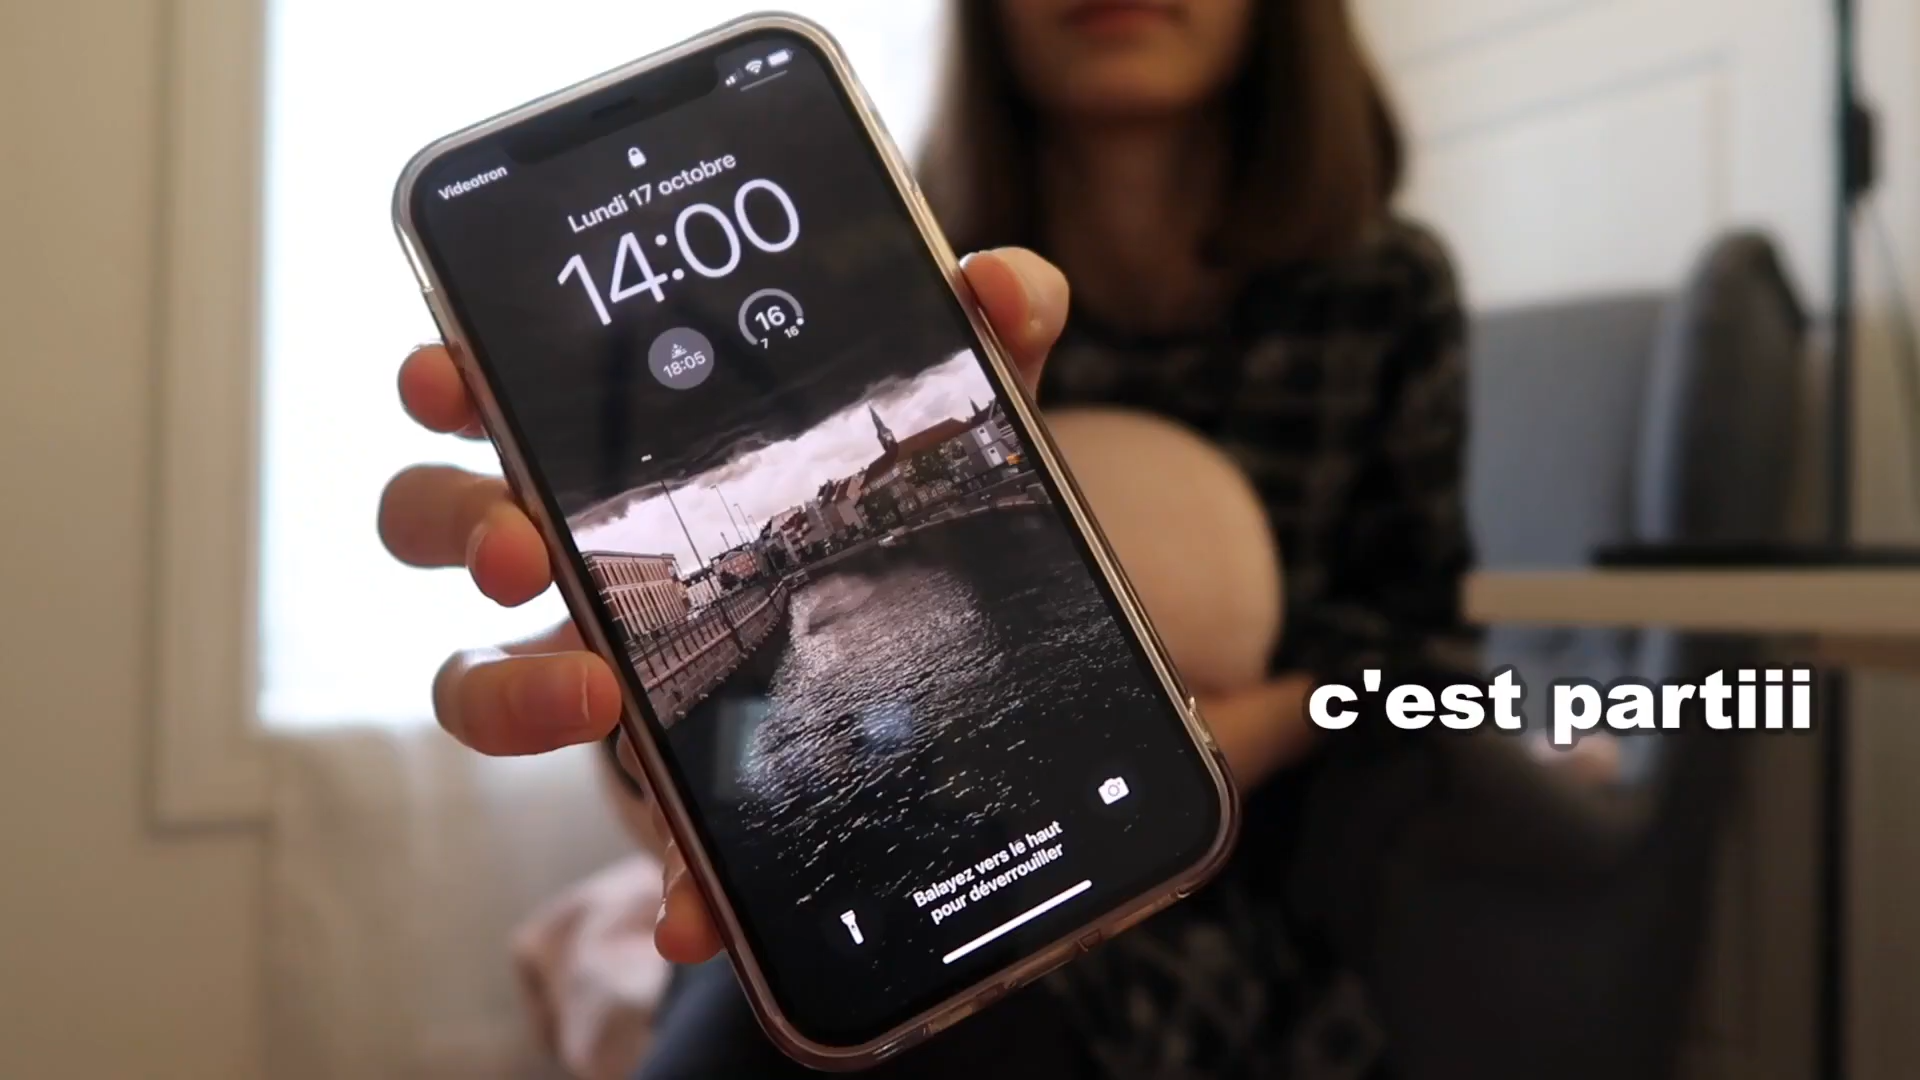 Videotron
Lundi 17 octobre
14:00
18:05
16
7 16
Balayez vers le haut
pour déverrouiller
c'est partiii